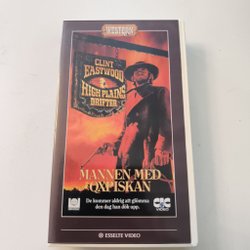 WESTERN
CLINT
EASTWOOD
HIGH PLAINS
DRIFTER
MANNEN MED
OXPISKAN
De kommer aldrig att glömma
den dag han dök upp.
CIC
VIDEO
ESSELTE VIDEO